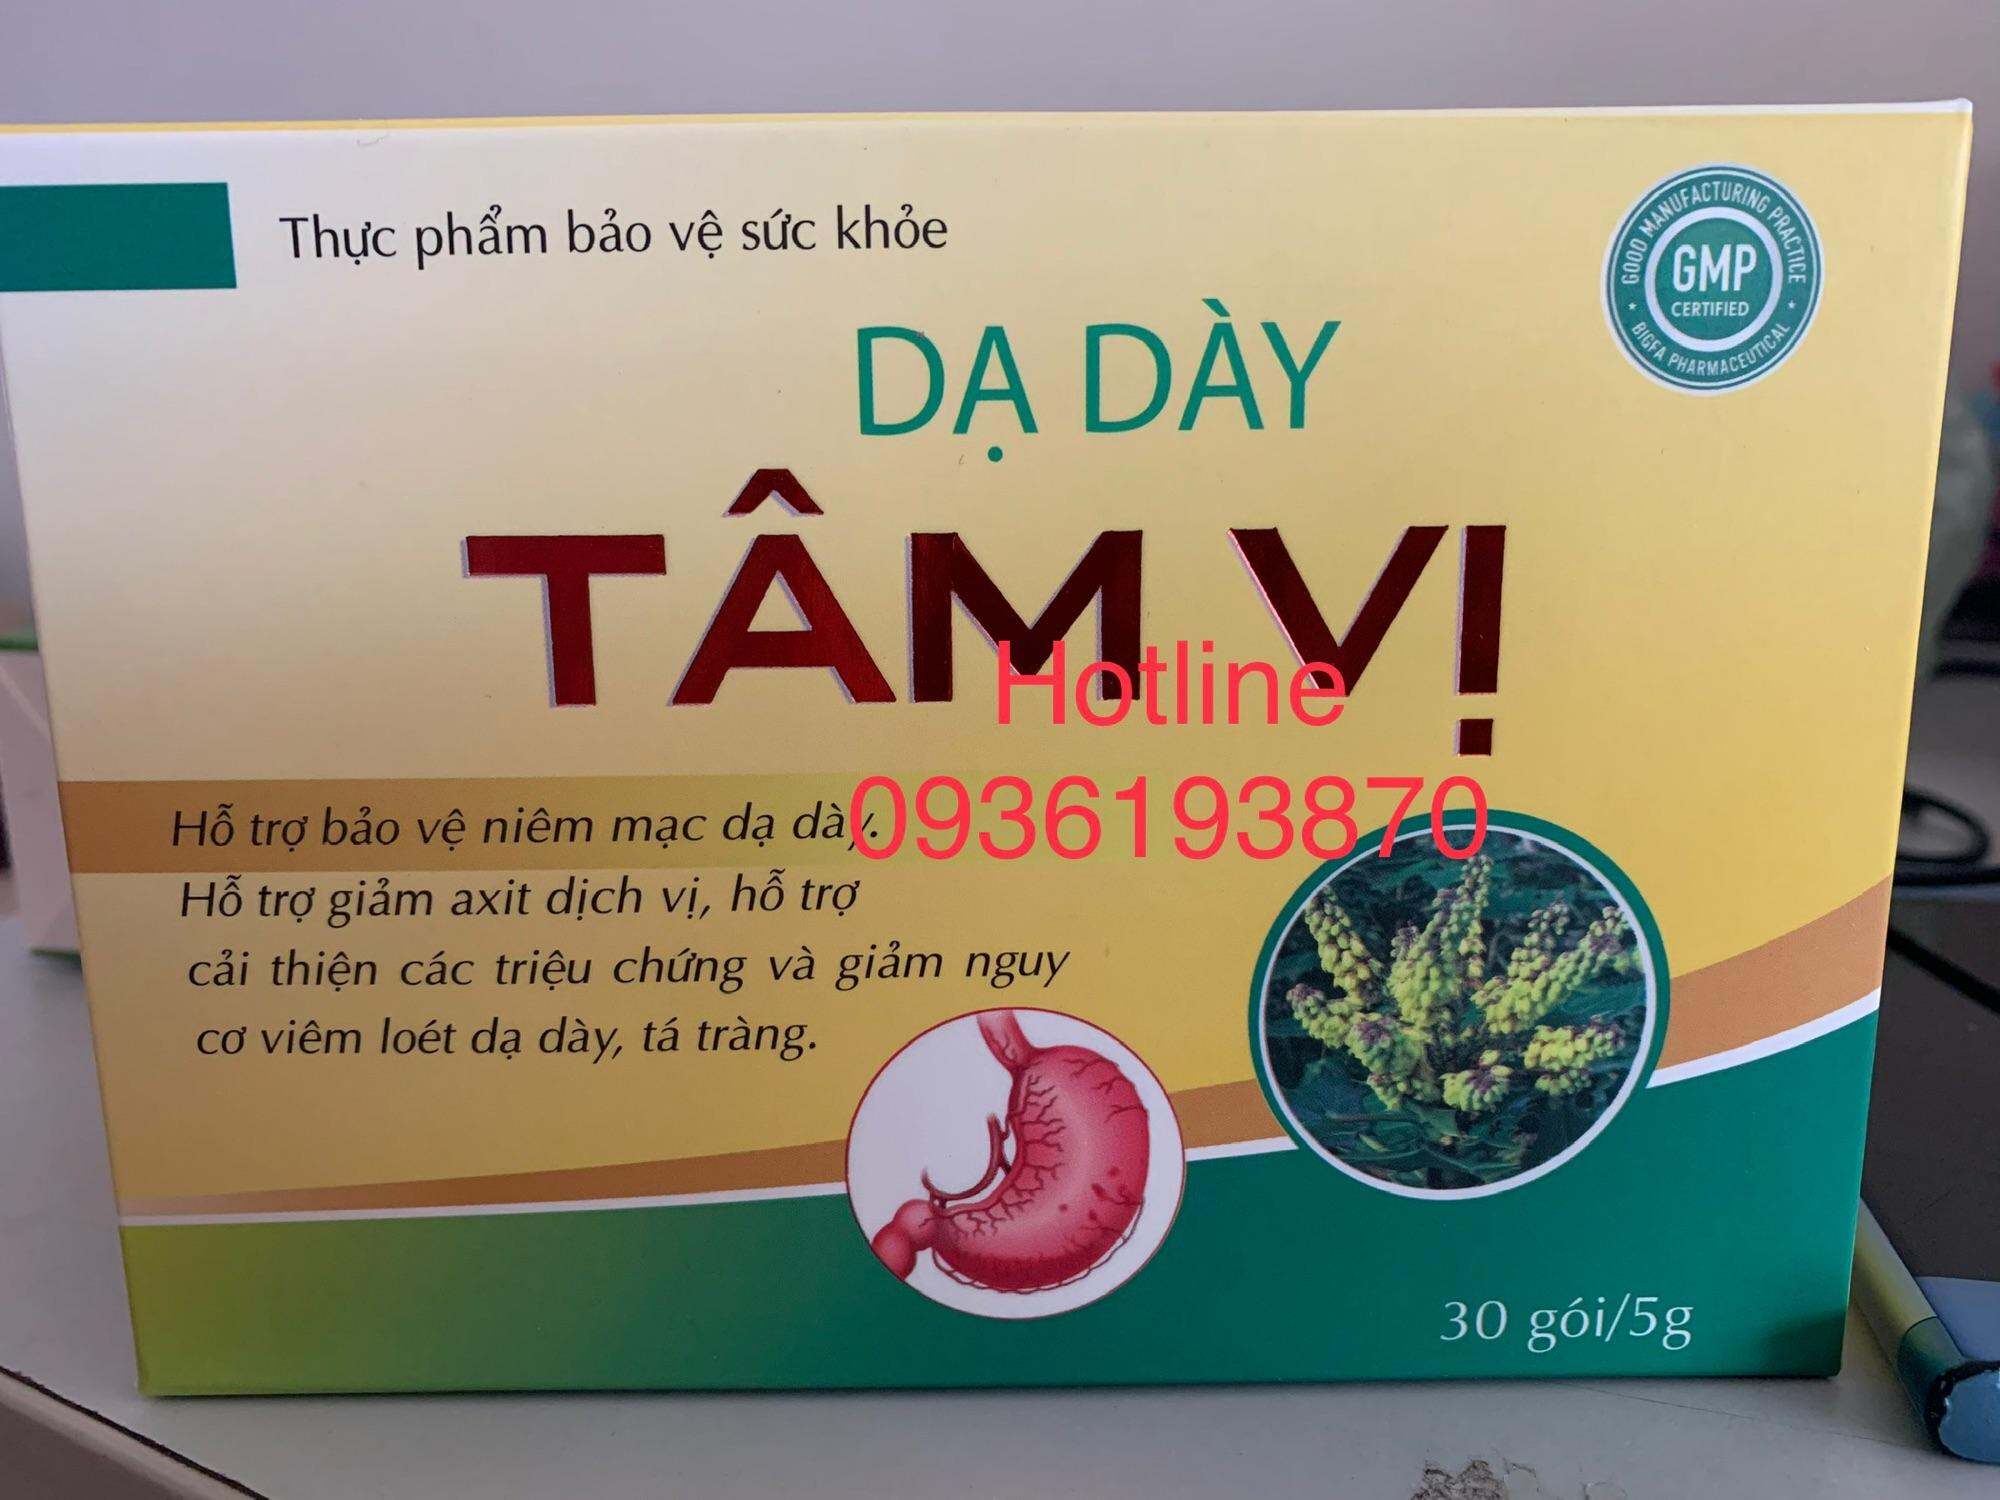 Thực phẩm bảo vệ sức khỏe
GOOD MANUFACTURING PRACTICE
GMP
CERTIFIED
BIGFA PHARMACEUTICAL
DẠ DÀY
TÂM VỊ
Hotline
0936193870
Hỗ trợ bảo vệ niêm mạc dạ dày.
Hỗ trợ giảm axit dịch vị, hỗ trợ
cải thiện các triệu chứng và giảm nguy
cơ viêm loét dạ dày, tá tràng.
30 gói/5g